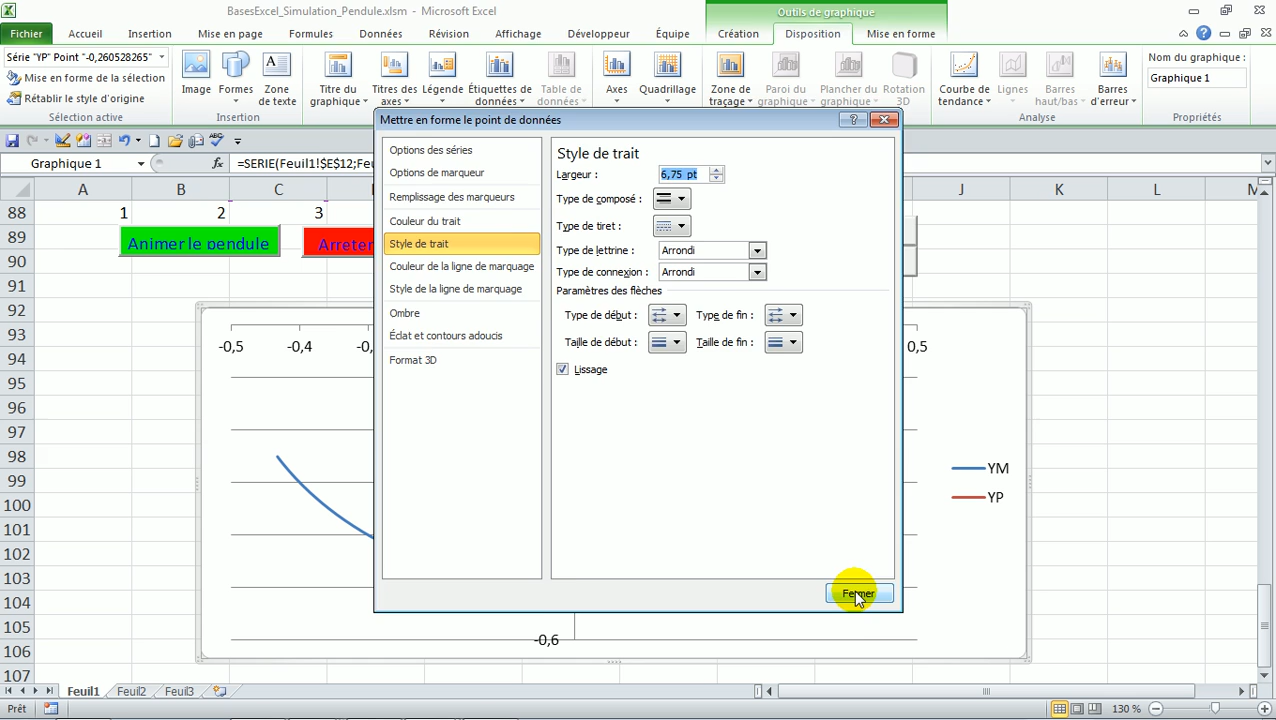 BasesExcel_Simulation_Pendule.xlsm - Microsoft Excel
Outils de graphique
Fichier Accueil Insertion Mise en page Formules Données Révision Affichage Développeur Équipe Création Disposition Mise en forme
Série "YP" Point "-0,260528265"
Mise en forme de la sélection
Rétablir le style d'origine
Sélection active
Image
Formes
Zone de texte
Insertion
Titre du graphique
Titres des axes
Légende
Étiquettes de données
Table de données
Axes
Quadrillage
Zone de traçage
Paroi du graphique
Plancher du graphique
Rotation 3D
Courbe de tendance
Lignes
Barres haut/bas
Barres d'erreur
Analyse
Nom du graphique :
Graphique 1
Propriétés
Graphique 1
fx
=SERIE(Feuil1!$E$12;Feu
A B C J K L M
88 1 2 3
89
90
91
92
93
94
95
96
97
98
99
100
101
102
103
104
105
106
107
Animer le pendule
Arreter
-0,5 -0,4 0,5
-0,6
YM
YP
Mettre en forme le point de données
Options des séries
Options de marqueur
Remplissage des marqueurs
Couleur du trait
Style de trait
Couleur de la ligne de marquage
Style de la ligne de marquage
Ombre
Éclat et contours adoucis
Format 3D
Style de trait
Largeur : 6,75 pt
Type de composé :
Type de tiret :
Type de lettrine : Arrondi
Type de connexion : Arrondi
Paramètres des flèches
Type de début : Type de fin :
Taille de début : Taille de fin :
Lissage
Fermer
Feuil1 Feuil2 Feuil3
Prêt
130 %